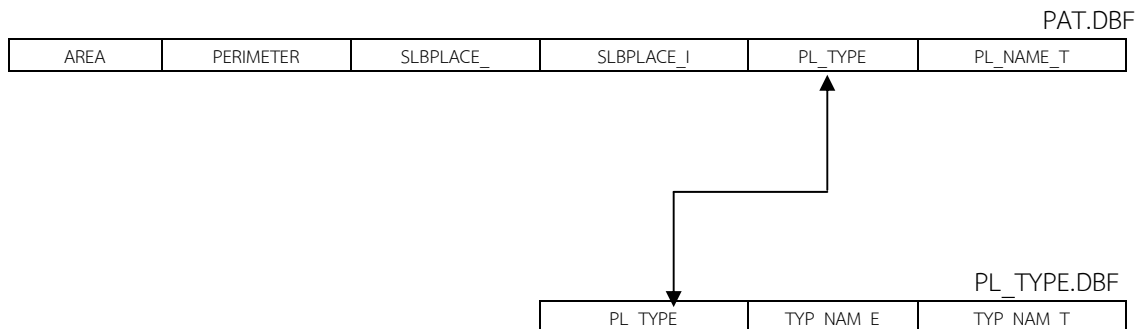 PAT.DBF
AREA PERIMETER SLBPLACE_ SLBPLACE_I PL_TYPE PL_NAME_T
PL_TYPE.DBF
PL_TYPE TYP_NAM_E TYP_NAM_T